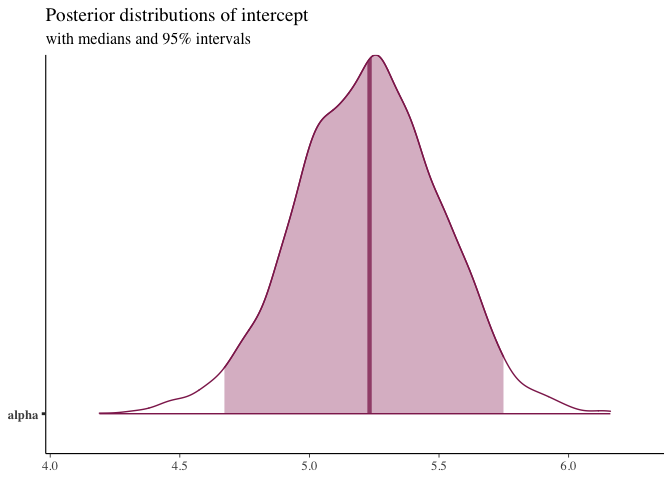 Posterior distributions of intercept
with medians and 95% intervals
alpha
4.0 4.5 5.0 5.5 6.0